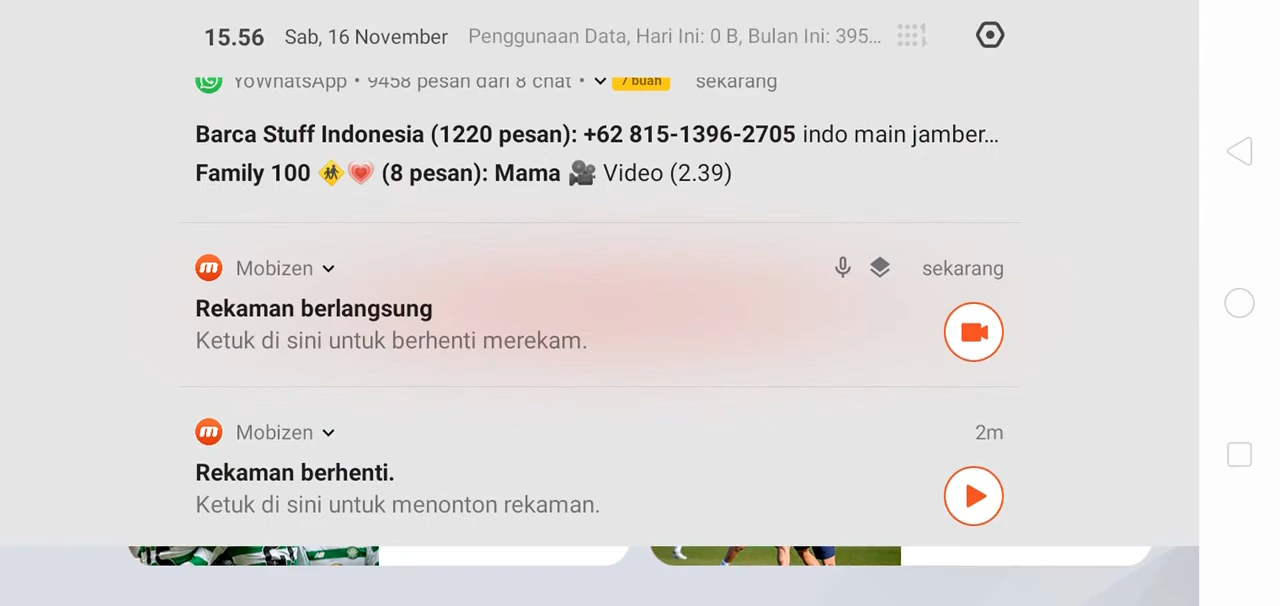 15.56 Sab, 16 November Penggunaan Data, Hari Ini: 0 B, Bulan Ini: 395...
YoWhatsApp • 9458 pesan dari 8 chat • 7 buah sekarang
Barca Stuff Indonesia (1220 pesan): +62 815-1396-2705 indo main jamber...
Family 100 🚸💗 (8 pesan): Mama 🎥 Video (2.39)
Mobizen sekarang
Rekaman berlangsung
Ketuk di sini untuk berhenti merekam.
Mobizen 2m
Rekaman berhenti.
Ketuk di sini untuk menonton rekaman.